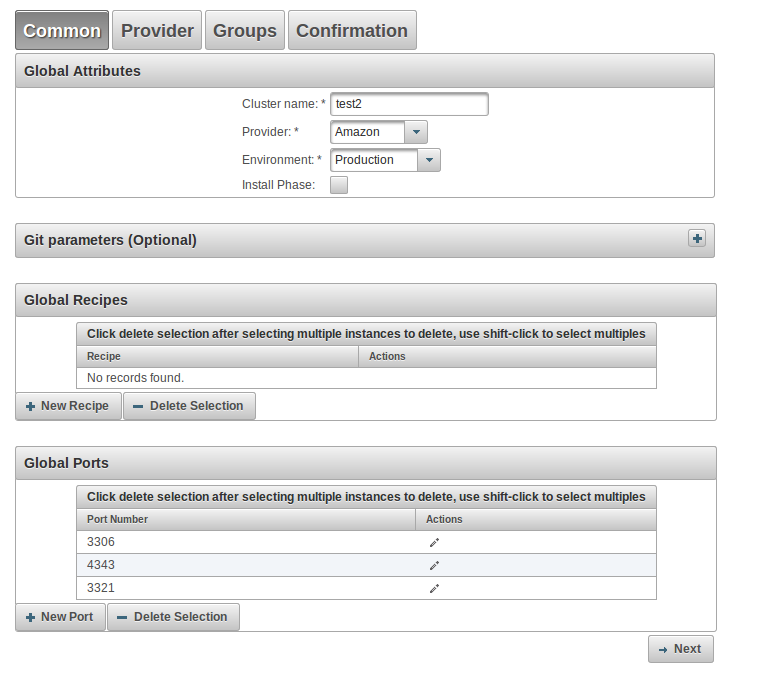 Common Provider Groups Confirmation
Global Attributes
Cluster name: * test2
Provider: * Amazon
Environment: * Production
Install Phase:
Git parameters (Optional)
Global Recipes
Click delete selection after selecting multiple instances to delete, use shift-click to select multiples
Recipe Actions
No records found.
New Recipe Delete Selection
Global Ports
Click delete selection after selecting multiple instances to delete, use shift-click to select multiples
Port Number Actions
3306
4343
3321
New Port Delete Selection
Next